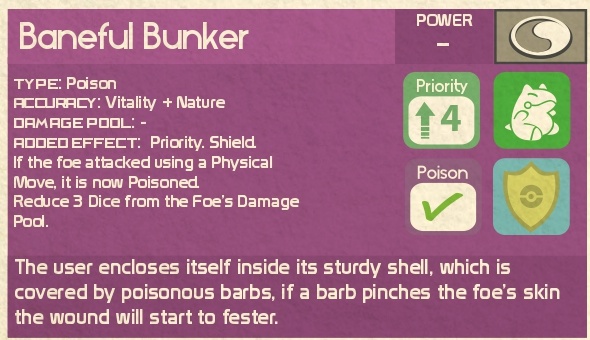 Baneful Bunker
POWER
–
TYPE: Poison
ACCURACY: Vitality + Nature
DAMAGE POOL: -
ADDED EFFECT: Priority. Shield.
If the foe attacked using a Physical
Move, it is now Poisoned.
Reduce 3 Dice from the Foe's Damage
Pool.
Priority
4
Poison
The user encloses itself inside its sturdy shell, which is
covered by poisonous barbs, if a barb pinches the foe's skin
the wound will start to fester.